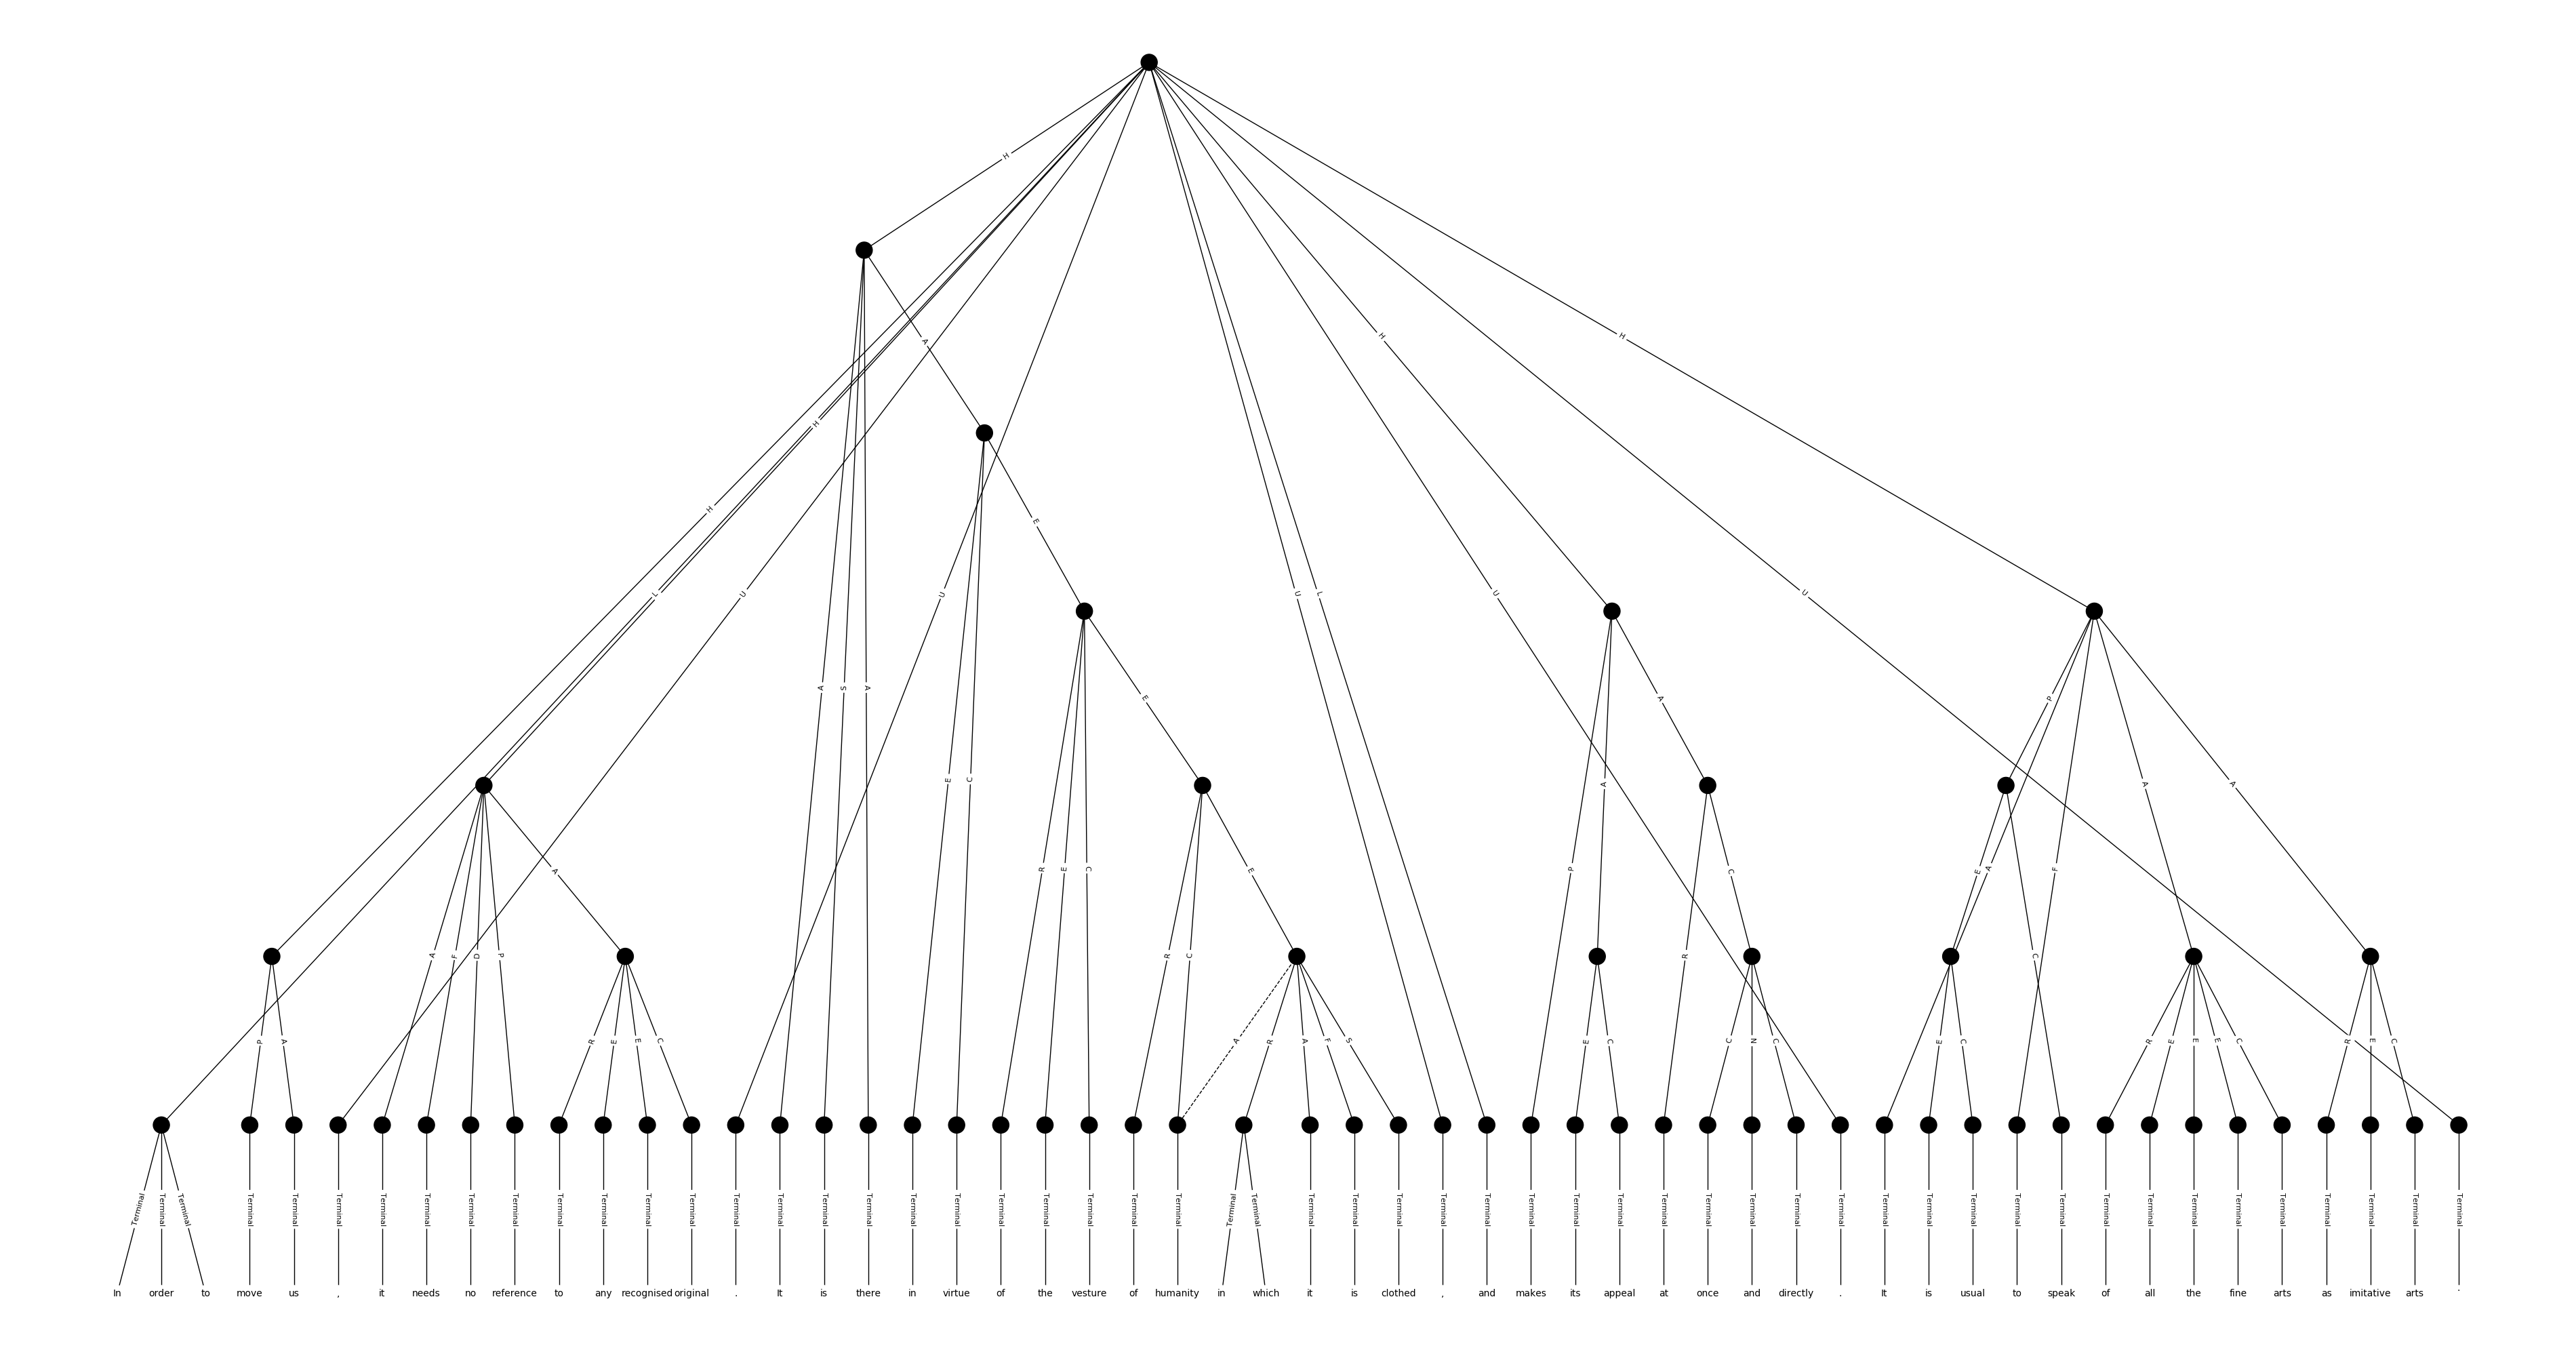 H
A
H
H
E
H
H
L
U
U
U
L
U
U
A
S
A
E
P
A
E
C
A
A
A
R
E
C
E
P
E
A
F
A
F
D
P
R
C
R
C
C
P
A
R
E
E
C
A
R
A
F
S
E
C
C
N
C
E
C
R
E
E
E
C
R
E
C
Terminal Terminal Terminal Terminal Terminal Terminal Terminal Terminal Terminal Terminal Terminal Terminal Terminal Terminal Terminal Terminal Terminal Terminal Terminal Terminal Terminal Terminal Terminal Terminal Terminal Terminal Terminal Terminal Terminal Terminal Terminal Terminal Terminal Terminal Terminal Terminal Terminal Terminal Terminal Terminal Terminal Terminal Terminal Terminal Terminal Terminal Terminal Terminal Terminal Terminal Terminal Terminal Terminal Terminal
In order to move us , it needs no reference to any recognised original . It is there in virtue of the vesture of humanity in which it is clothed , and makes its appeal at once and directly . It is usual to speak of all the fine arts as imitative arts .